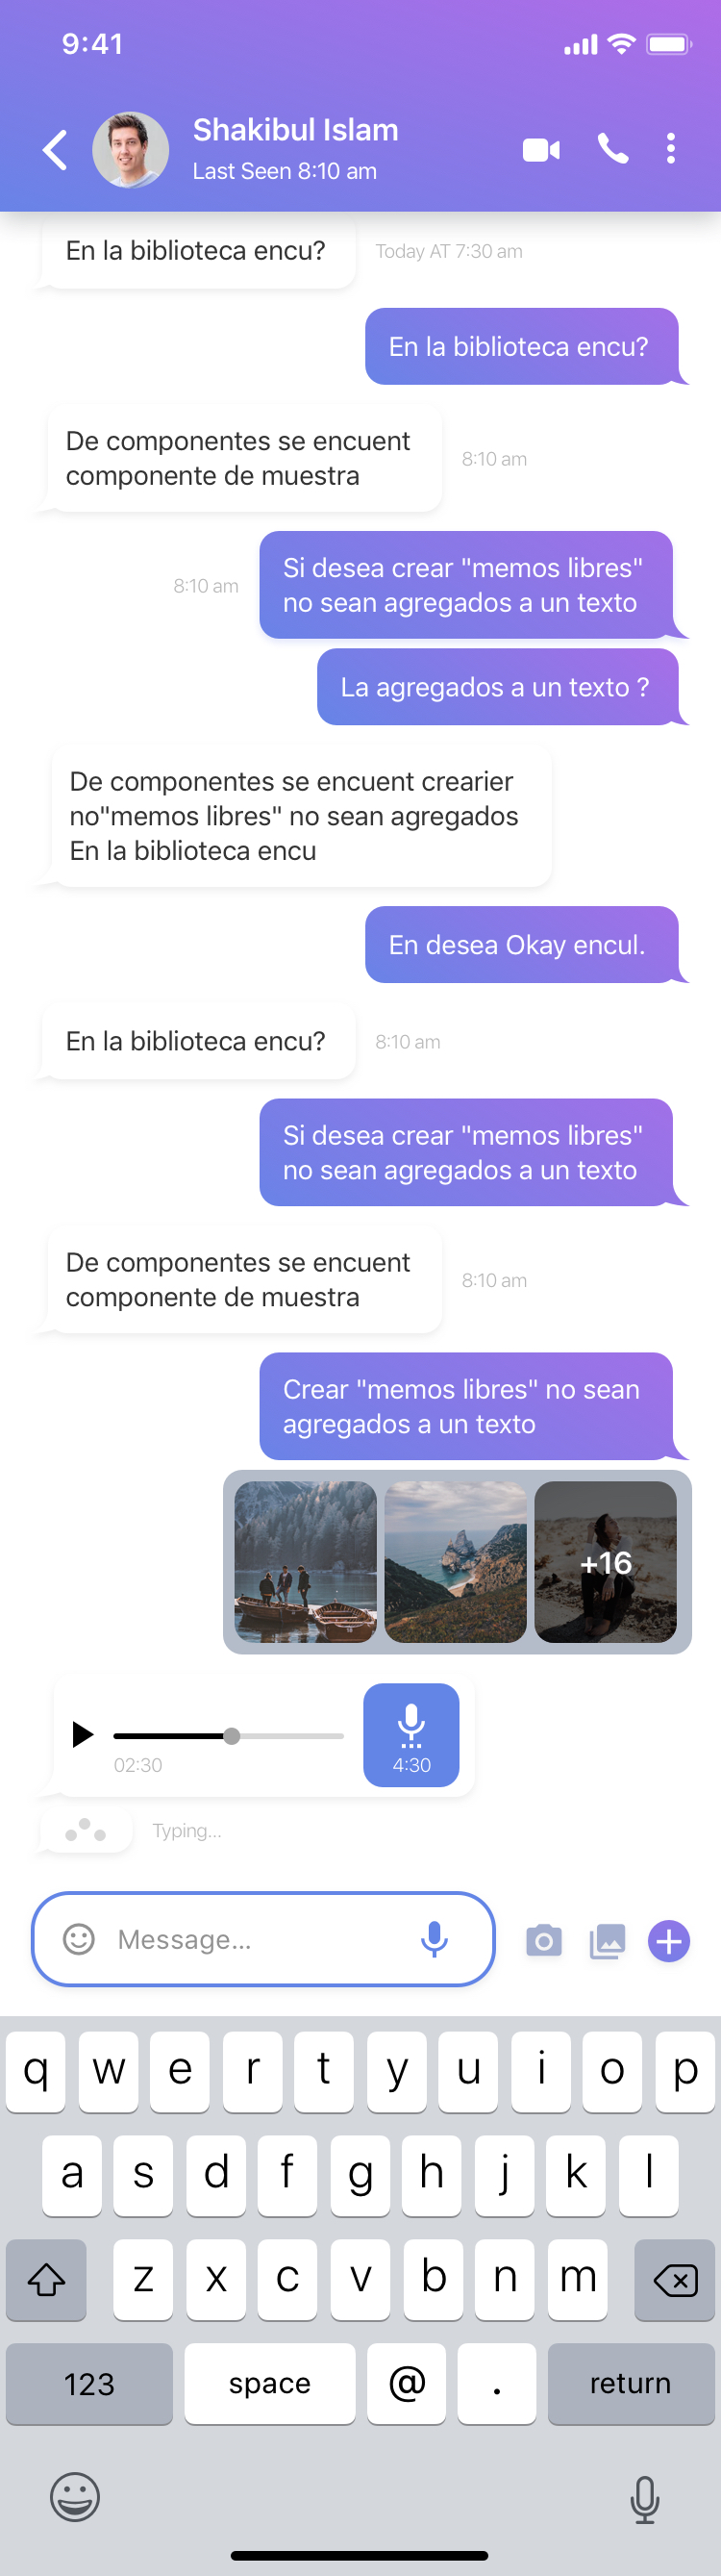 9:41
Shakibul Islam
Last Seen 8:10 am
En la biblioteca encu?
Today AT 7:30 am
En la biblioteca encu?
De componentes se encuent
componente de muestra
8:10 am
Si desea crear "memos libres"
no sean agregados a un texto
8:10 am
La agregados a un texto ?
De componentes se encuent crearier
no"memos libres" no sean agregados
En la biblioteca encu
En desea Okay encul.
En la biblioteca encu?
8:10 am
Si desea crear "memos libres"
no sean agregados a un texto
De componentes se encuent
componente de muestra
8:10 am
Crear "memos libres" no sean
agregados a un texto
+16
02:30
4:30
Typing...
Message...
q w e r t y u i o p
a s d f g h j k l
z x c v b n m
123 space @ . return